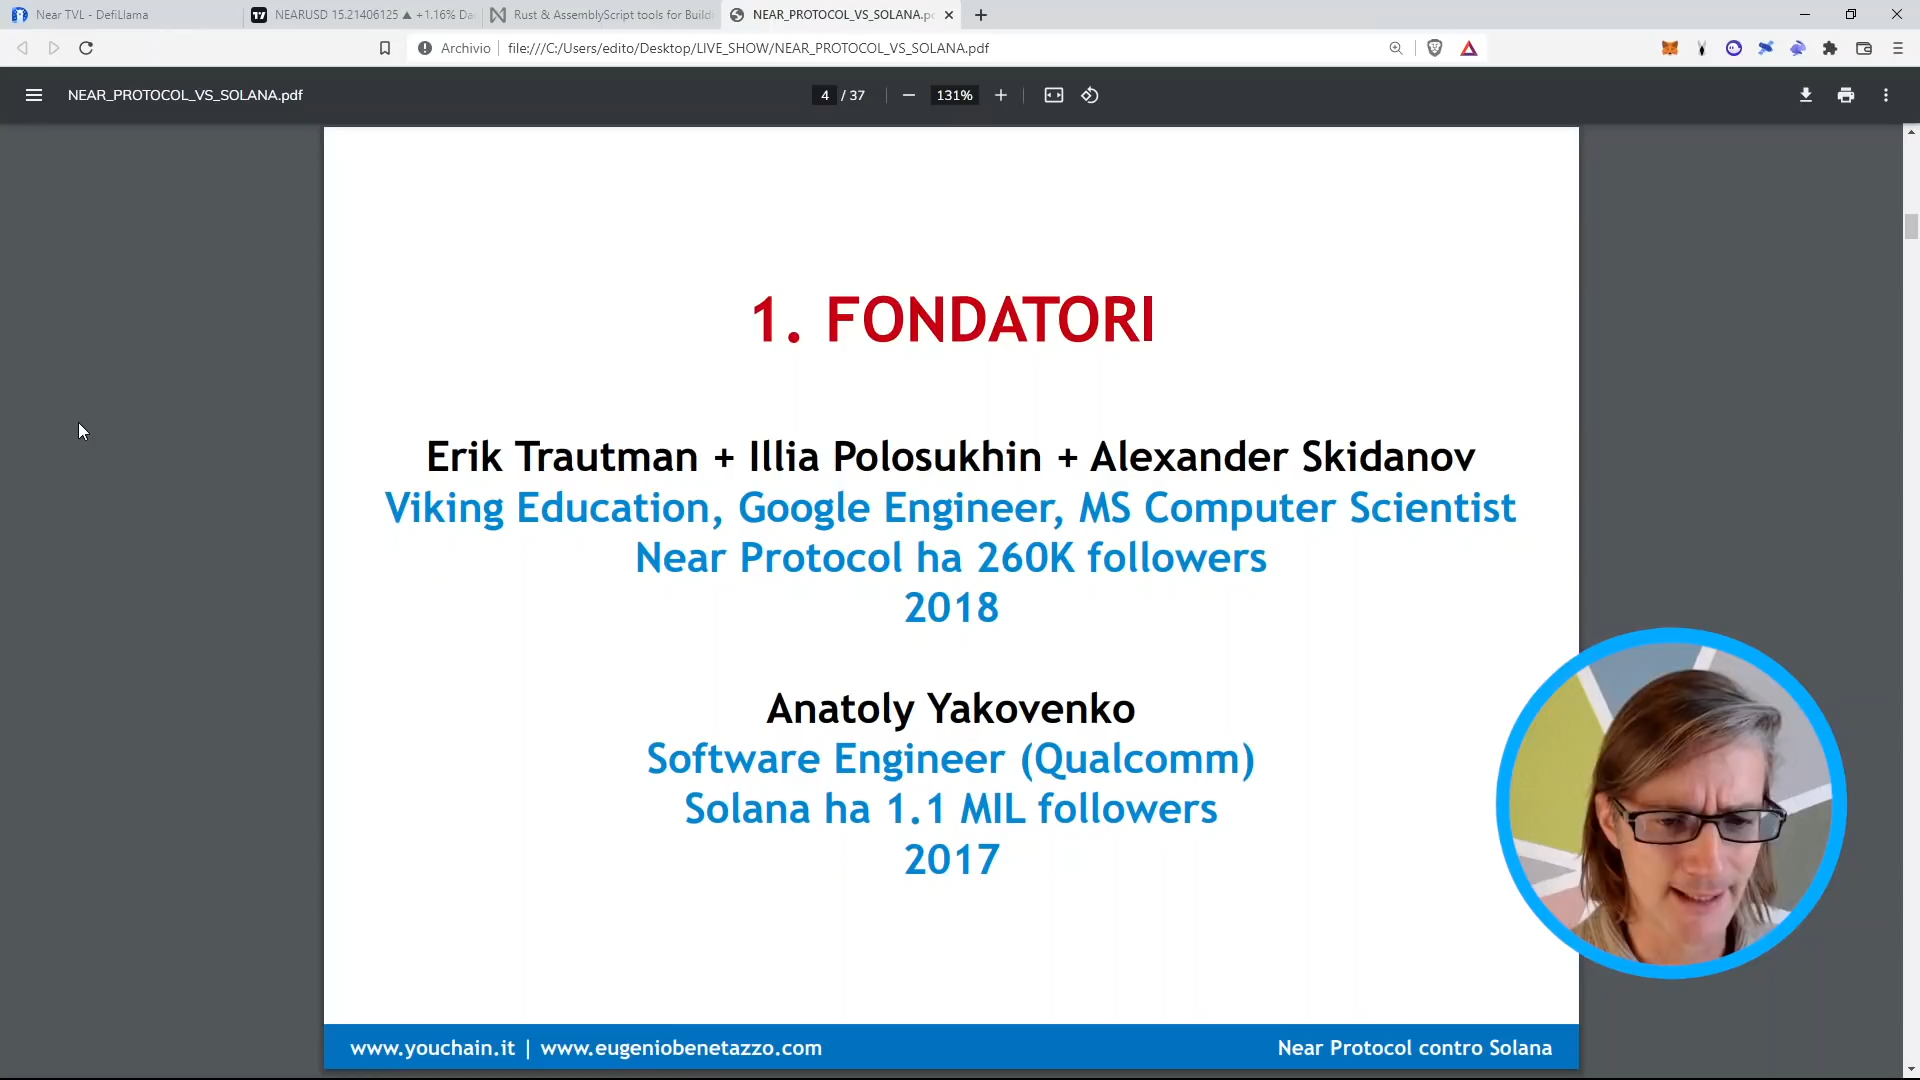 Near TVL - DefiLlama
NEARUSD 15.21406125 ▲ +1.16% Da
Rust & AssemblyScript tools for Build
NEAR_PROTOCOL_VS_SOLANA.p
Archivio
file:///C:/Users/edito/Desktop/LIVE_SHOW/NEAR_PROTOCOL_VS_SOLANA.pdf
NEAR_PROTOCOL_VS_SOLANA.pdf
4 / 37
131%
1. FONDATORI
Erik Trautman + Illia Polosukhin + Alexander Skidanov
Viking Education, Google Engineer, MS Computer Scientist
Near Protocol ha 260K followers
2018
Anatoly Yakovenko
Software Engineer (Qualcomm)
Solana ha 1.1 MIL followers
2017
www.youchain.it | www.eugeniobenetazzo.com
Near Protocol contro Solana